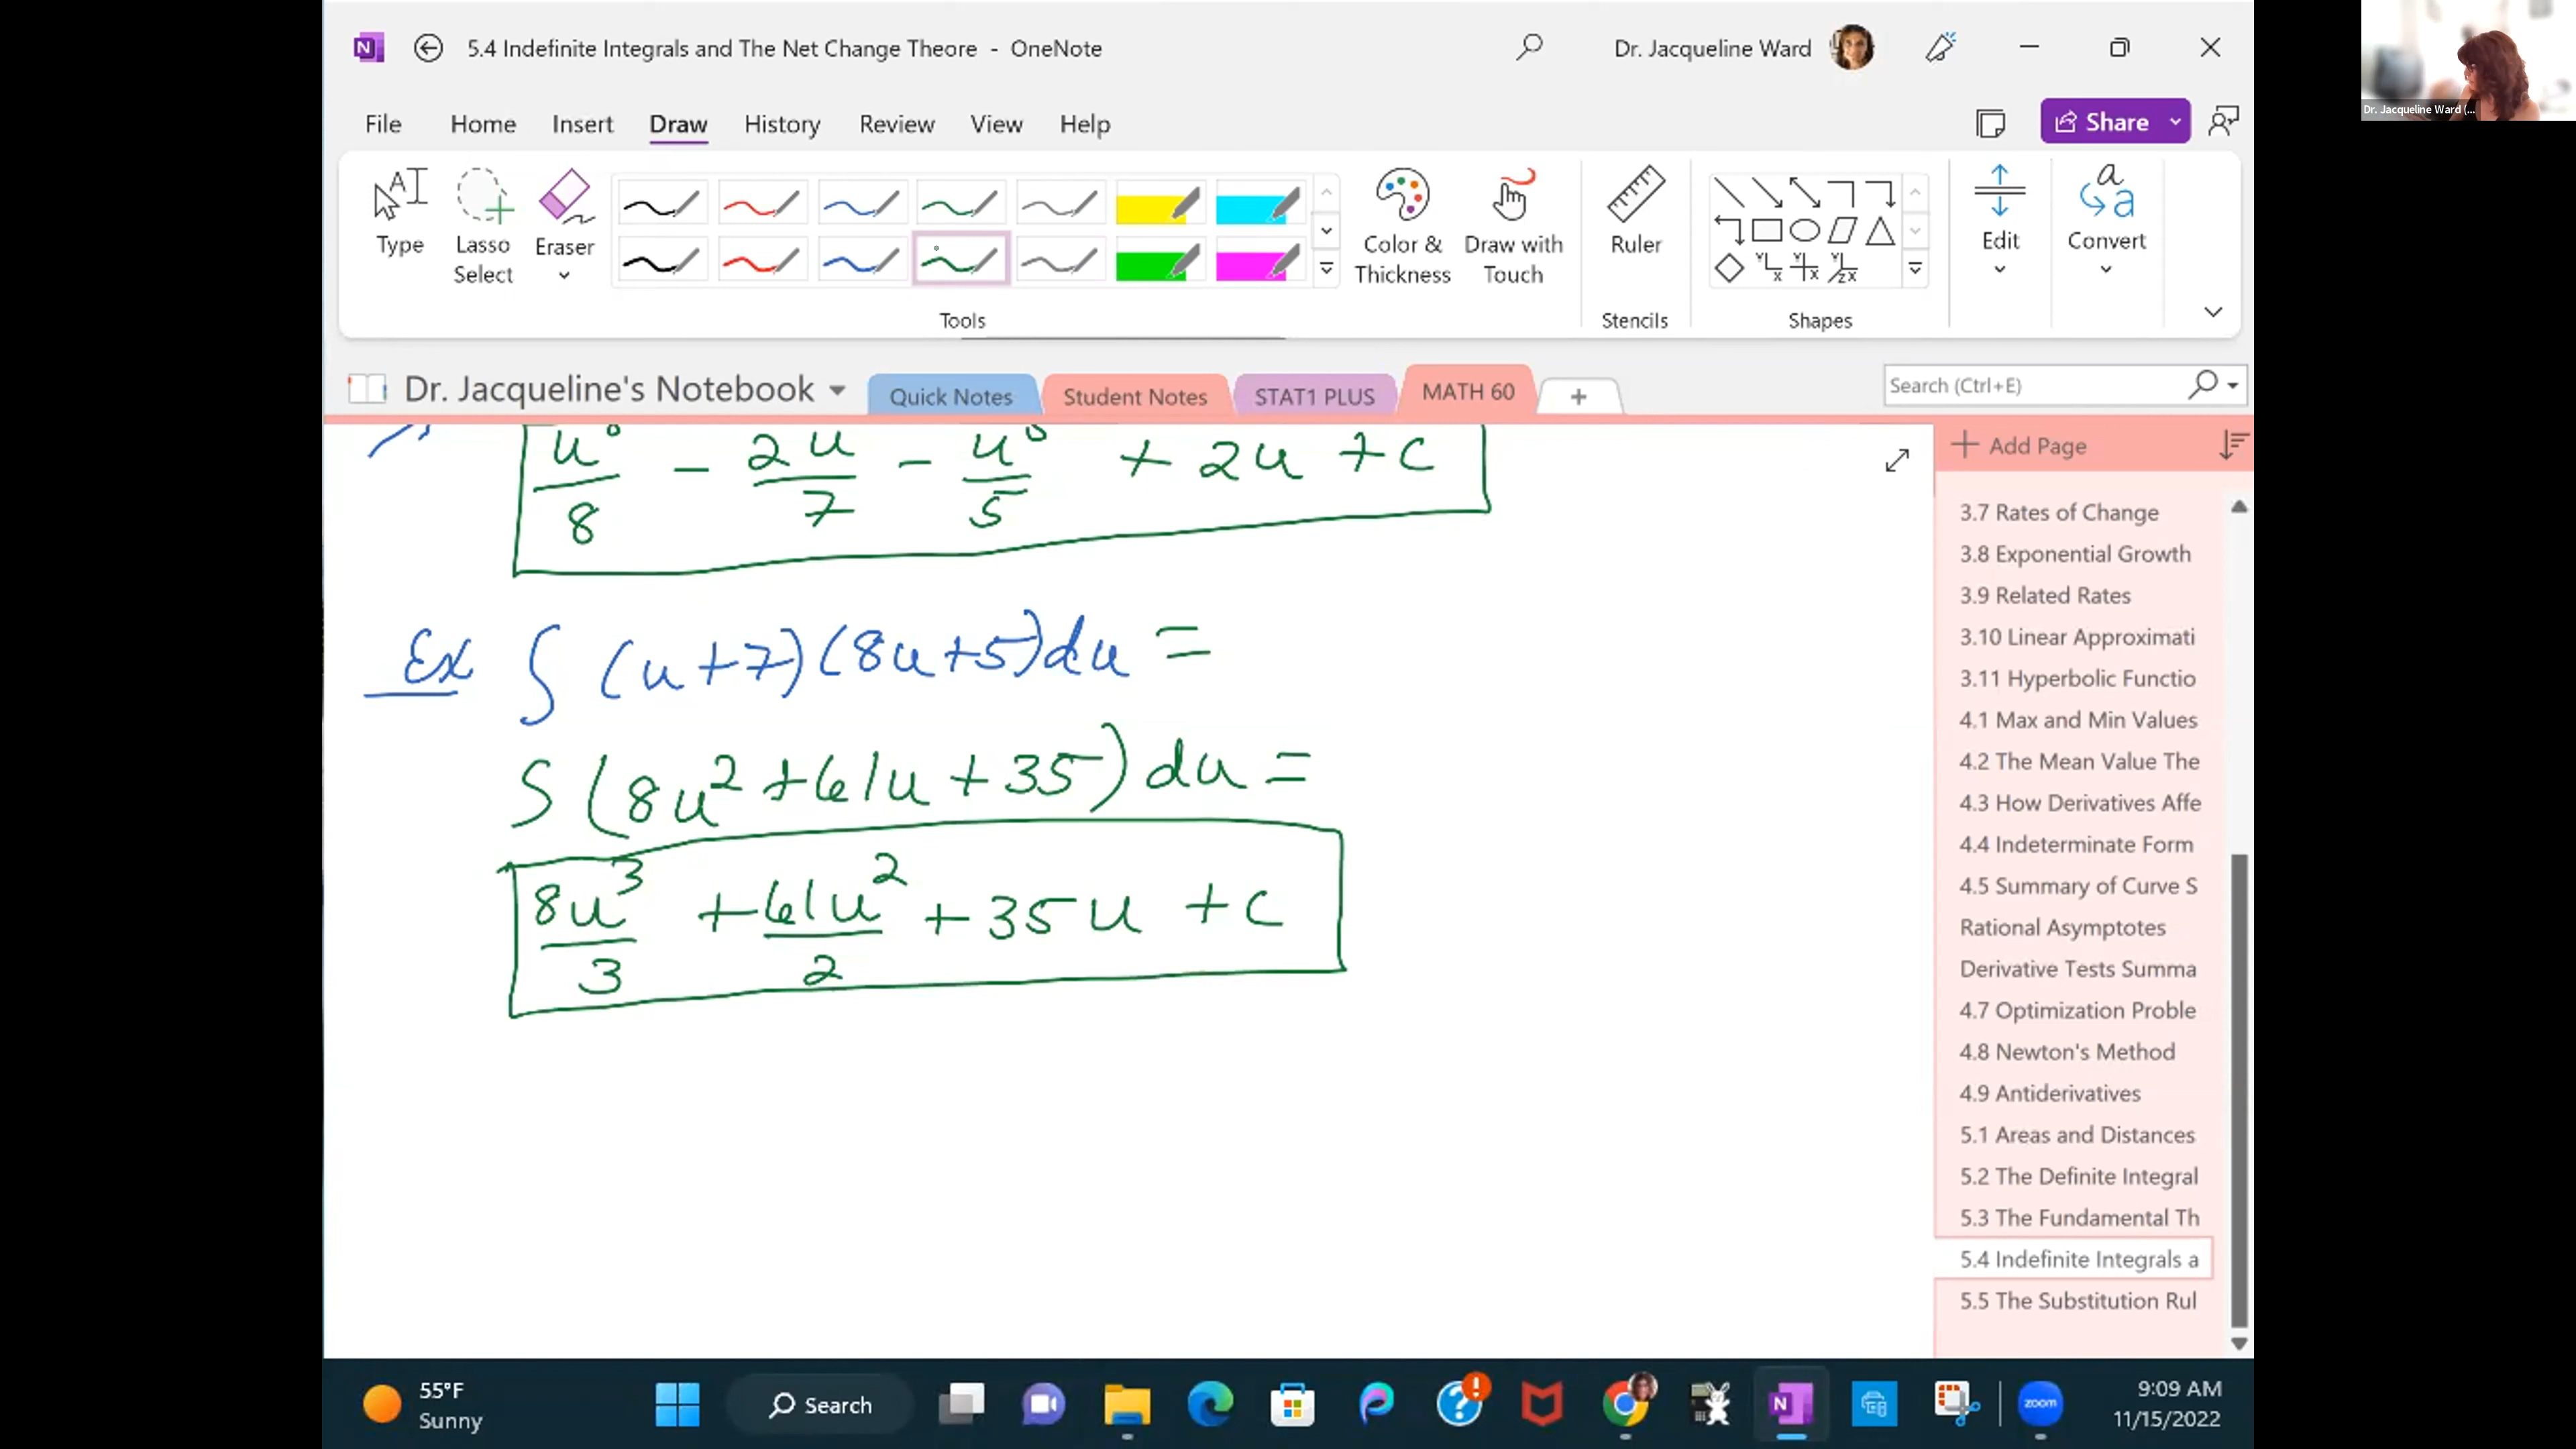 5.4 Indefinite Integrals and The Net Change Theore - OneNote
Dr. Jacqueline Ward
Dr. Jacqueline Ward (...
File Home Insert Draw History Review View Help
Share
Type
Lasso Select
Eraser
Color & Thickness
Draw with Touch
Ruler
Edit
Convert
Tools
Stencils
Shapes
Dr. Jacqueline's Notebook
Quick Notes
Student Notes
STAT1 PLUS
MATH 60
+
Search (Ctrl+E)
8 - 2u/7 - 5 + 2u + c
Ex ∫ (u+7)(8u+5)du =
∫ (8u² + 61u + 35) du =
8u³/3 + 61u²/2 + 35u + c
+ Add Page
3.7 Rates of Change
3.8 Exponential Growth
3.9 Related Rates
3.10 Linear Approximati
3.11 Hyperbolic Functio
4.1 Max and Min Values
4.2 The Mean Value The
4.3 How Derivatives Affe
4.4 Indeterminate Form
4.5 Summary of Curve S
Rational Asymptotes
Derivative Tests Summa
4.7 Optimization Proble
4.8 Newton's Method
4.9 Antiderivatives
5.1 Areas and Distances
5.2 The Definite Integral
5.3 The Fundamental Th
5.4 Indefinite Integrals a
5.5 The Substitution Rul
55°F
Sunny
Search
zoom
9:09 AM
11/15/2022